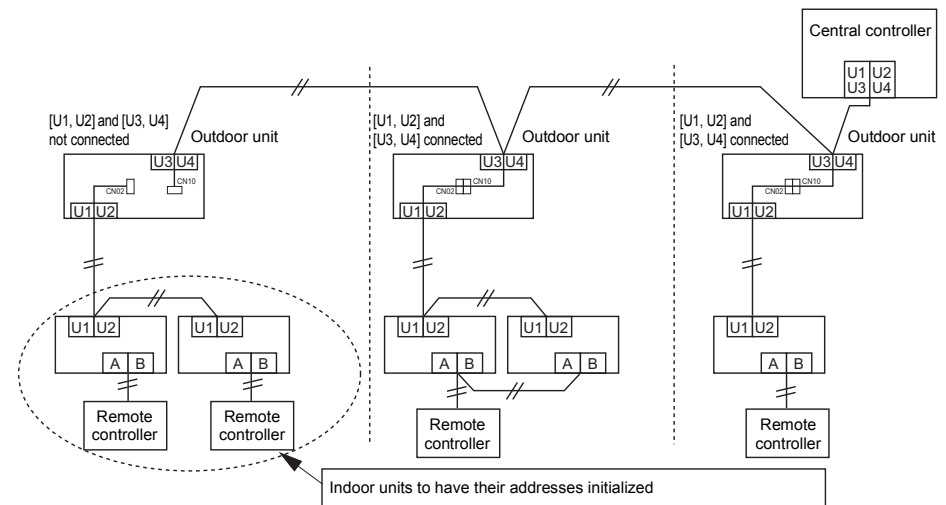 Central controller
U1 U2
U3 U4
[U1, U2] and [U3, U4]
not connected
Outdoor unit
[U1, U2] and
[U3, U4] connected
Outdoor unit
[U1, U2] and
[U3, U4] connected
Outdoor unit
U3 U4
U3 U4
U3 U4
CN02
CN10
CN02
CN10
CN02
CN10
U1 U2
U1 U2
U1 U2
U1 U2
U1 U2
U1 U2
U1 U2
U1 U2
A B
A B
A B
A B
A B
Remote
controller
Remote
controller
Remote
controller
Remote
controller
Indoor units to have their addresses initialized